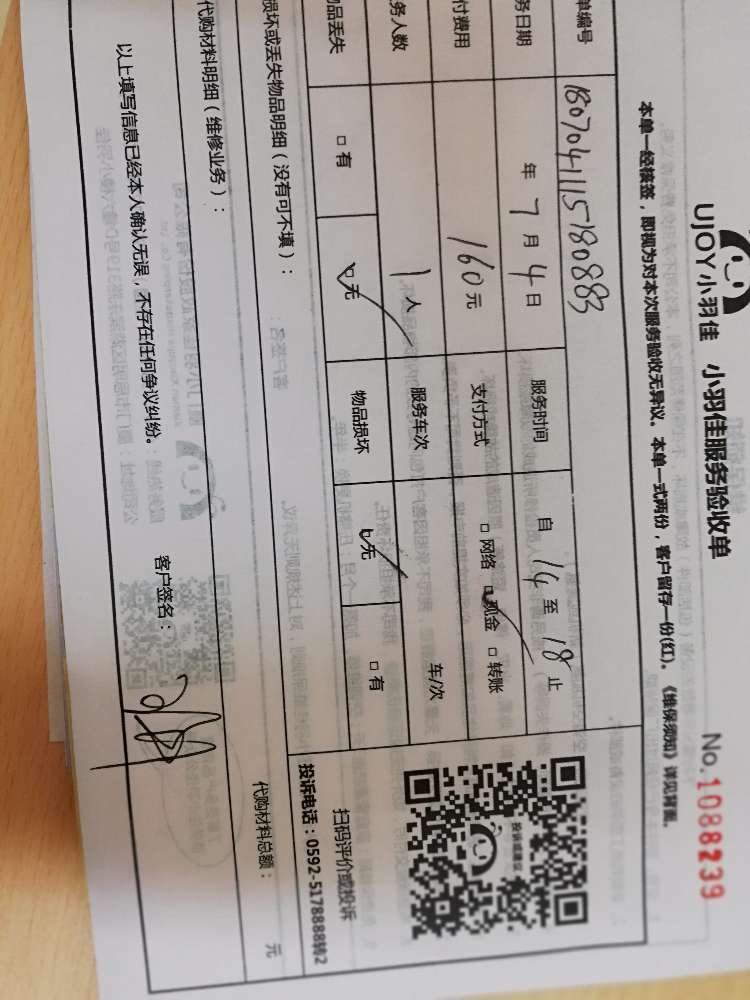 UJOY小羽佳 小羽佳服务验收单
No.1088239
本单一经核签，即视为对本次服务验收无异议。本单一式两份，客户留存一份(红)。《维保须知》详见背面。
单编号 180704115180883
务日期 年 7 月 4 日 服务时间 自 14 至 18 止
付费用 160 元 支付方式 □ 网络 □ 现金 □ 转账
务人数 1 人 服务车次 车/次
物品丢失 □ 有 □ 无 物品损坏 □ 无 □ 有
投诉或建议
扫码评价或投诉
投诉电话：0592-5178888转2
损坏或丢失物品明细（没有可不填）：
代购材料明细（维修业务）：
代购材料总额： 元
以上填写信息已经本人确认无误，不存在任何争议纠纷。 客户签名：